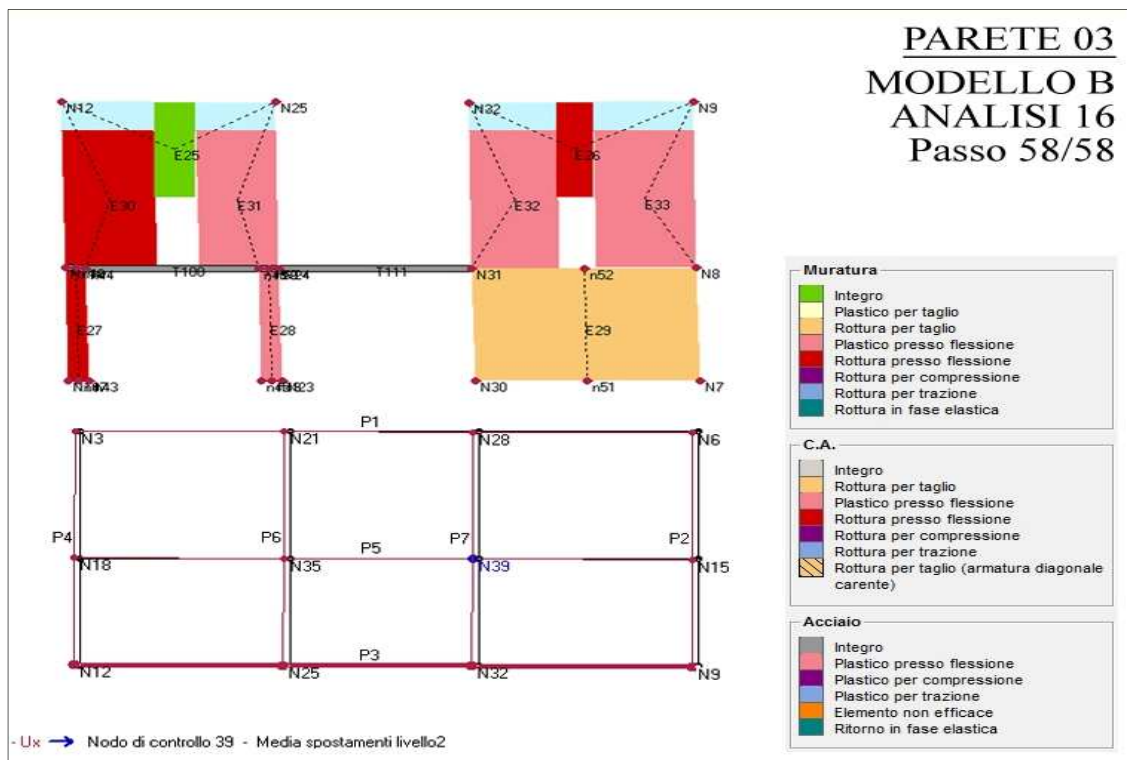 PARETE 03
MODELLO B
ANALISI 16
Passo 58/58
N12
N25
N32
N9
E25
E26
E30
E31
E32
E33
T100
T111
N31
n52
N8
E27
E28
E29
N30
n51
N7
P1
N3
N21
N28
N6
P4
P6
P5
P7
P2
N18
N35
N39
N15
P3
N12
N25
N32
N9
- Ux → Nodo di controllo 39 - Media spostamenti livello2
Muratura
Integro
Plastico per taglio
Rottura per taglio
Plastico presso flessione
Rottura presso flessione
Rottura per compressione
Rottura per trazione
Rottura in fase elastica
C.A.
Integro
Rottura per taglio
Plastico presso flessione
Rottura presso flessione
Rottura per compressione
Rottura per trazione
Rottura per taglio (armatura diagonale
carente)
Acciaio
Integro
Plastico presso flessione
Plastico per compressione
Plastico per trazione
Elemento non efficace
Ritorno in fase elastica